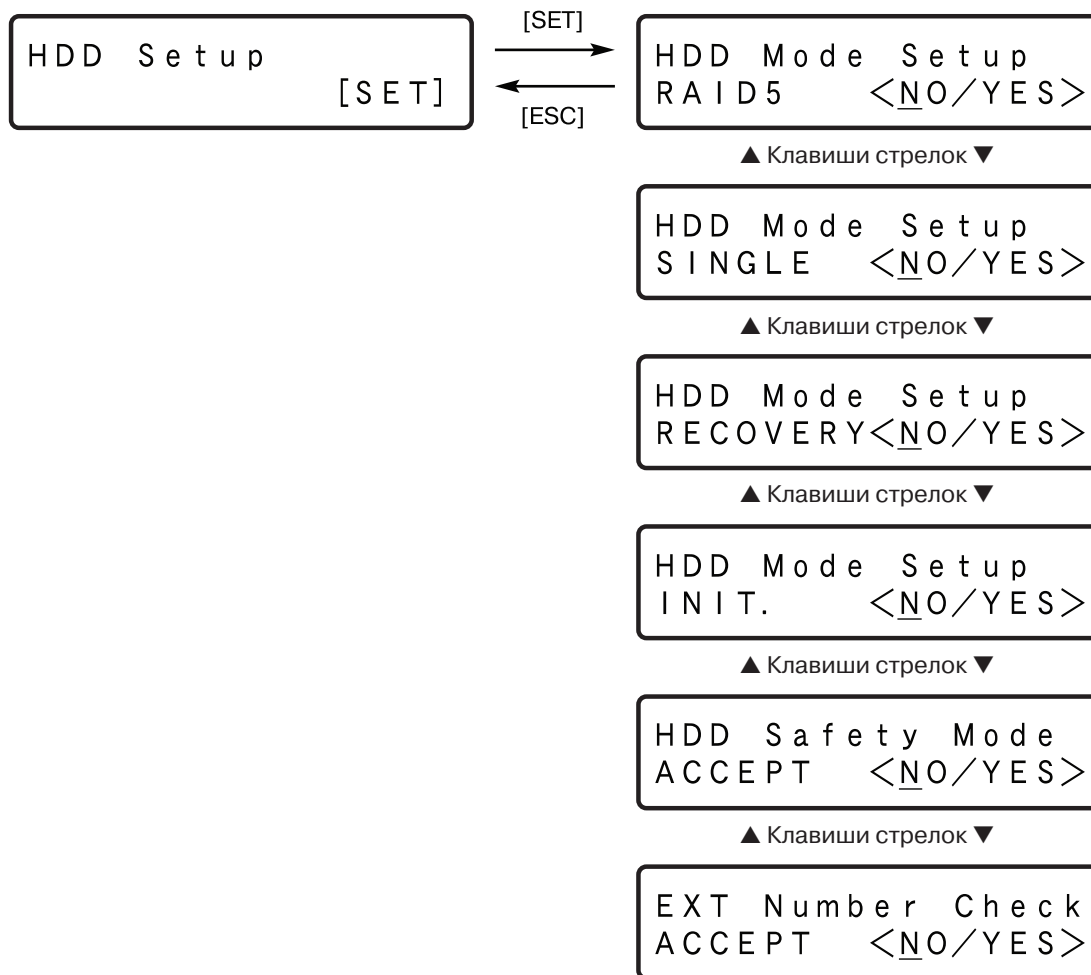 HDD Setup
[SET]
[SET]
[ESC]
HDD Mode Setup
RAID5 <NO/YES>
▲ Клавиши стрелок ▼
HDD Mode Setup
SINGLE <NO/YES>
▲ Клавиши стрелок ▼
HDD Mode Setup
RECOVERY<NO/YES>
▲ Клавиши стрелок ▼
HDD Mode Setup
INIT. <NO/YES>
▲ Клавиши стрелок ▼
HDD Safety Mode
ACCEPT <NO/YES>
▲ Клавиши стрелок ▼
EXT Number Check
ACCEPT <NO/YES>